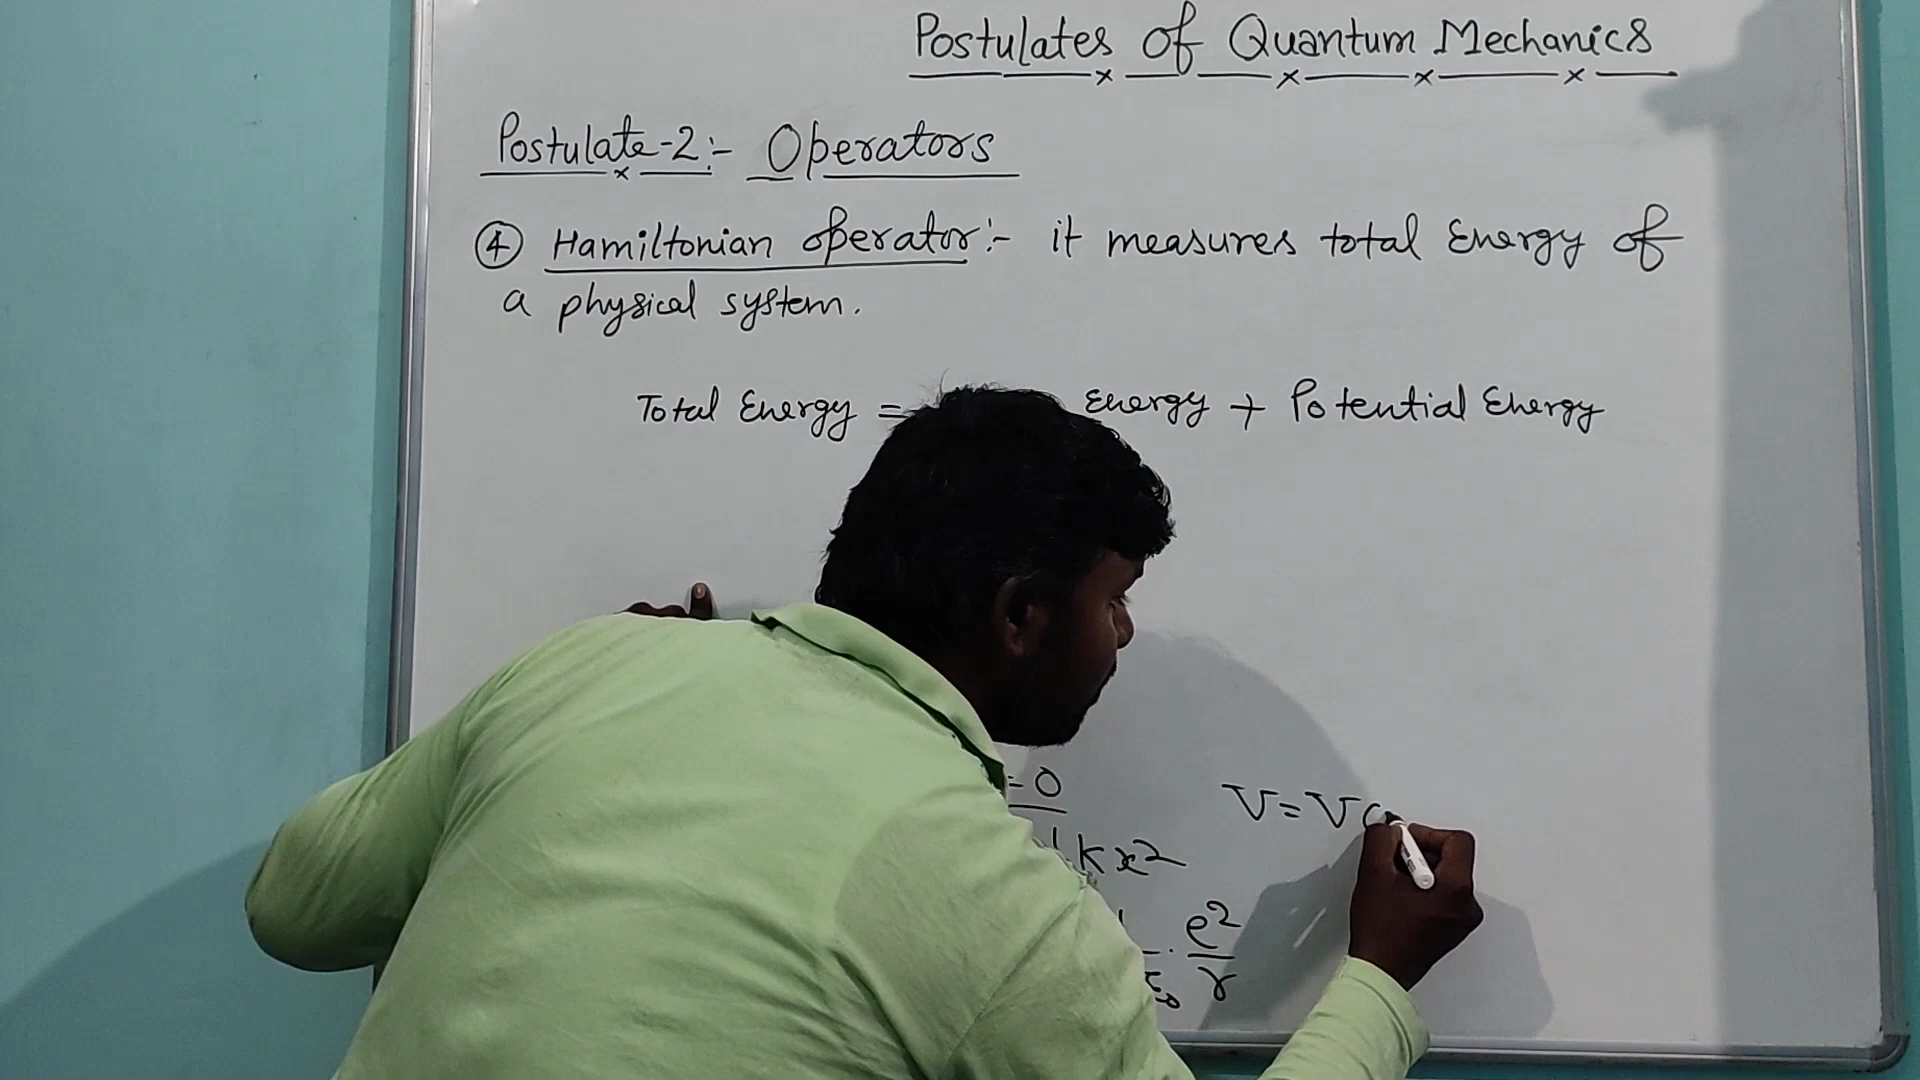 Postulates of Quantum Mechanics
Postulate-2:- Operators
④ Hamiltonian operator:- it measures total Energy of
a physical system.
Total Energy = Energy + Potential Energy
=0
V=V(
kx²
e²/r